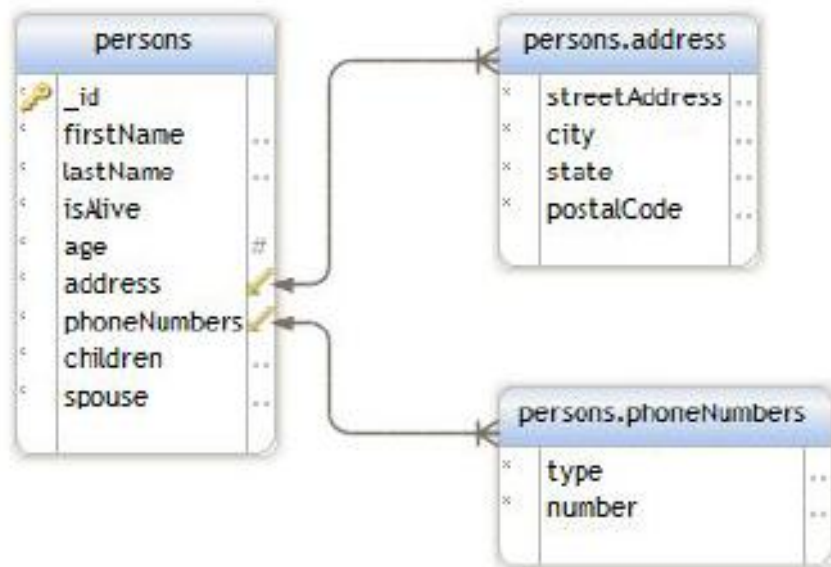 persons
_id
firstName
lastName
isAlive
age #
address
phoneNumbers
children
spouse
persons.address
streetAddress
city
state
postalCode
persons.phoneNumbers
type
number